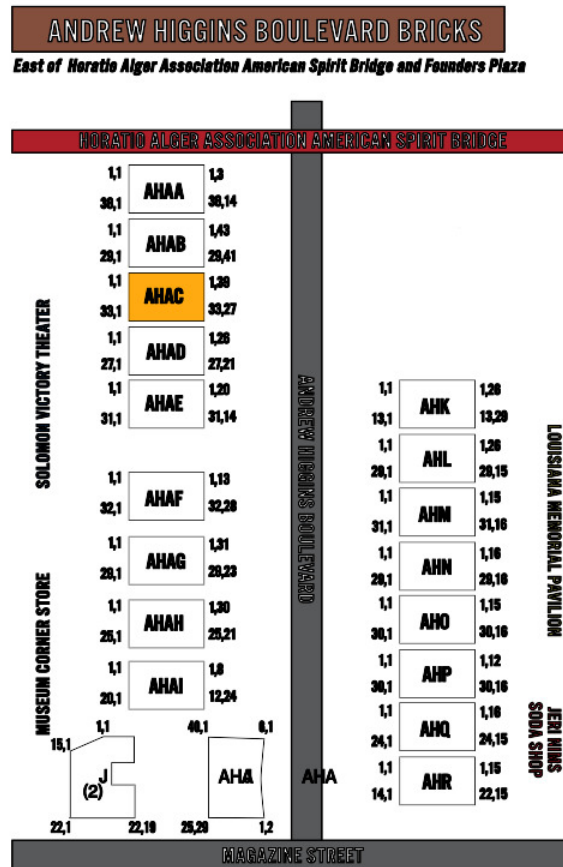 ANDREW HIGGINS BOULEVARD BRICKS
East of Horatio Alger Association American Spirit Bridge and Founders Plaza
HORATIO ALGER ASSOCIATION AMERICAN SPIRIT BRIDGE
1,1 1,3
AHAA
38,1 38,14
1,1 1,43
AHAB
29,1 29,41
1,1 1,39
AHAC
33,1 33,27
1,1 1,26
AHAD
27,1 27,21
1,1 1,20
AHAE
31,1 31,14
SOLOMON VICTORY THEATER
1,1 1,13
AHAF
32,1 32,28
1,1 1,31
AHAG
29,1 29,23
1,1 1,30
AHAH
25,1 25,21
1,1 1,8
AHAI
20,1 12,24
MUSEUM CORNER STORE
1,1
15,1
J
(2)
22,1 22,19
40,1 6,1
25,29 1,2
ANDREW HIGGINS BOULEVARD
AHA
1,1 1,26
AHK
13,1 13,29
1,1 1,26
AHL
29,1 29,15
1,1 1,15
AHM
31,1 31,16
1,1 1,16
AHN
29,1 29,16
1,1 1,15
AHO
30,1 30,16
1,1 1,12
AHP
30,1 30,16
1,1 1,16
AHQ
24,1 24,15
1,1 1,15
AHR
14,1 22,15
LOUISIANA MEMORIAL PAVILION
JERI NIMS
SODA SHOP
MAGAZINE STREET